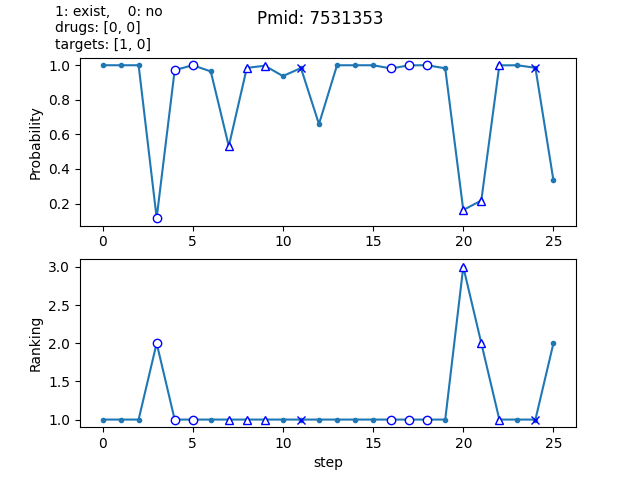 1: exist,    0: no
drugs: [0, 0]
targets: [1, 0]
Pmid: 7531353
Probability
1.0
0.8
0.6
0.4
0.2
0 5 10 15 20 25
Ranking
3.0
2.5
2.0
1.5
1.0
0 5 10 15 20 25
step